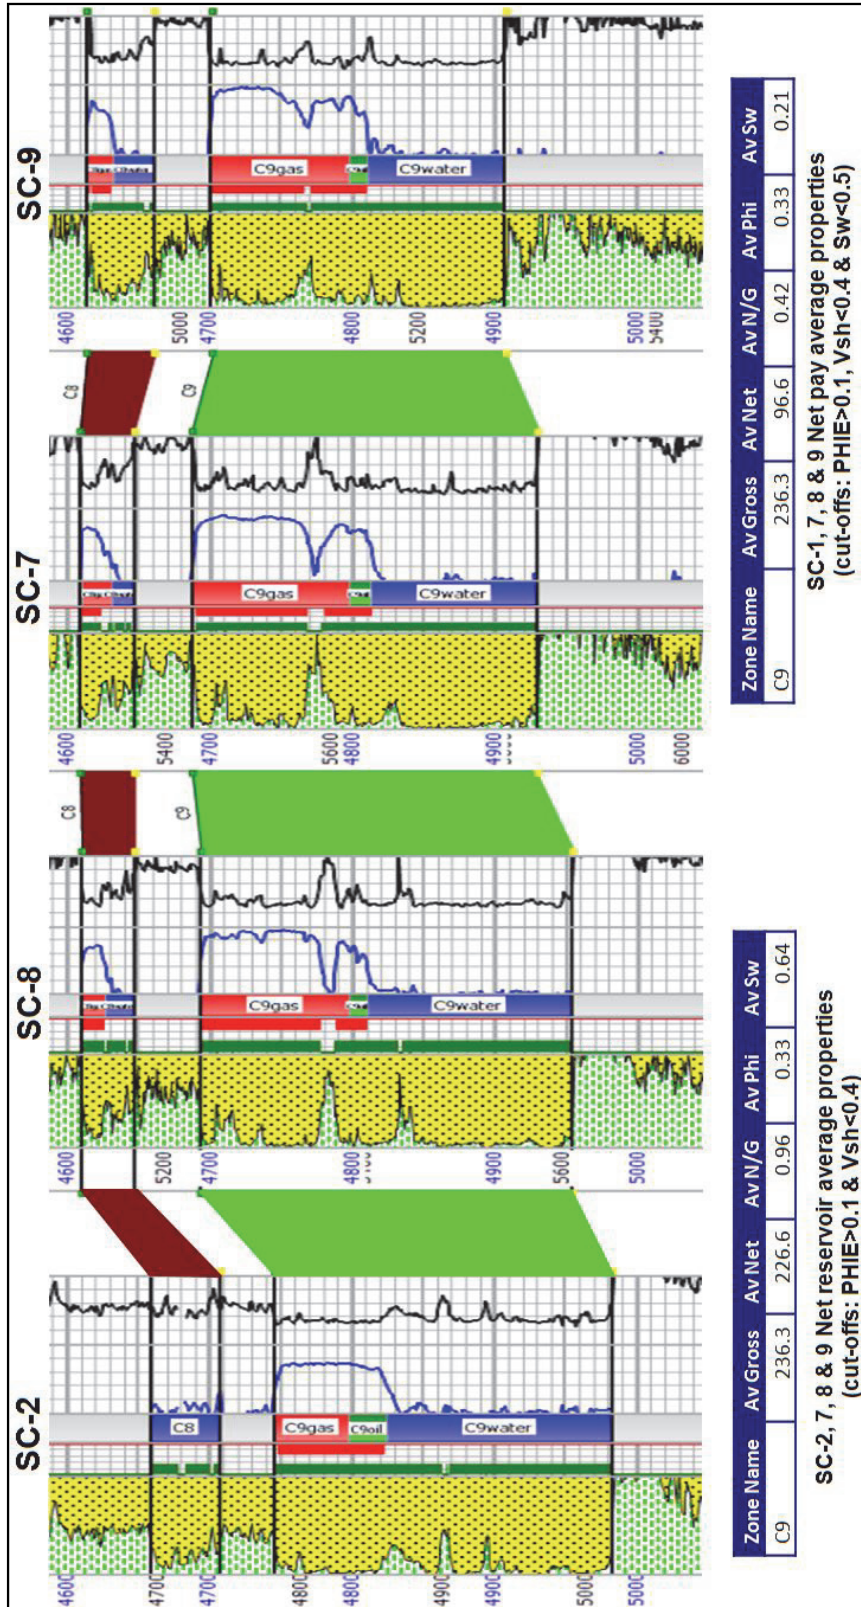 SC-2
SC-8
SC-7
SC-9
4600
4700
4700
4800
4800
4900
4900
5000
5000
C8
C9gas
C9oil
C9water
4600
5200
4700
4800
4900
5600
5000
C9gas
C9water
C8
C9
4600
5400
4700
5600
4800
4900
5000
6000
C9gas
C9water
C8
C9
4600
5000
4700
4800
5200
4900
5000
5400
C9gas
C9water
Zone Name Av Gross Av Net Av N/G Av Phi Av Sw
C9 236.3 226.6 0.96 0.33 0.64
SC-2, 7, 8 & 9 Net reservoir average properties
(cut-offs: PHIE>0.1 & Vsh<0.4)
Zone Name Av Gross Av Net Av N/G Av Phi Av Sw
C9 236.3 96.6 0.42 0.33 0.21
SC-1, 7, 8 & 9 Net pay average properties
(cut-offs: PHIE>0.1, Vsh<0.4 & Sw<0.5)